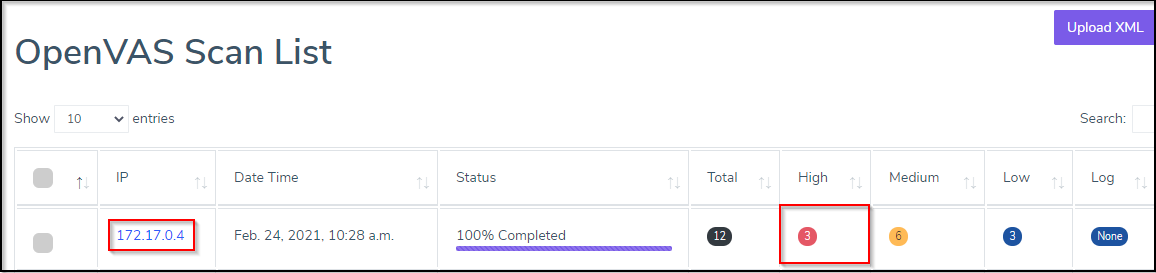 Upload XML
OpenVAS Scan List
Show 10 entries Search:
IP Date Time Status Total High Medium Low Log
172.17.0.4 Feb. 24, 2021, 10:28 a.m. 100% Completed 12 3 6 3 None